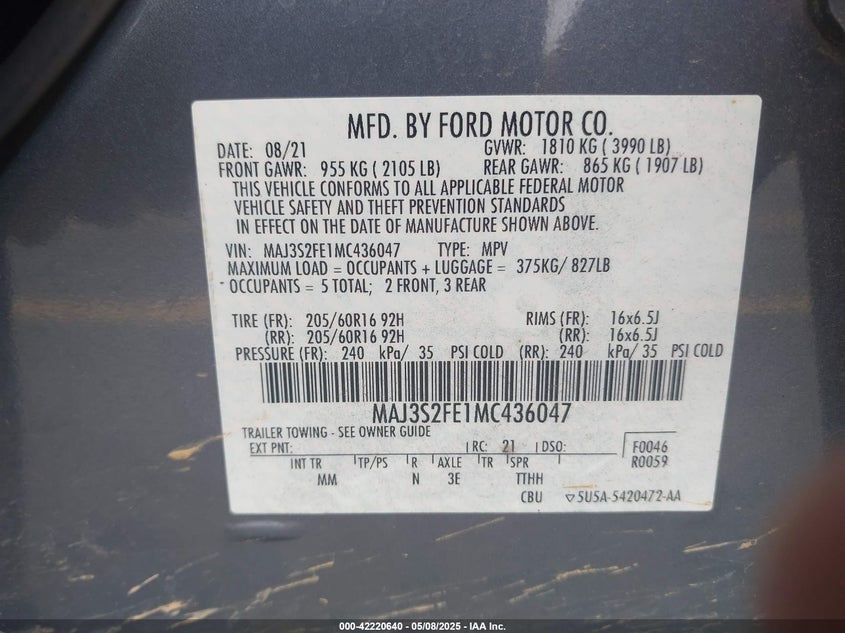 MFD. BY FORD MOTOR CO.
DATE: 08/21 GVWR: 1810 KG ( 3990 LB)
FRONT GAWR: 955 KG ( 2105 LB) REAR GAWR: 865 KG ( 1907 LB)
THIS VEHICLE CONFORMS TO ALL APPLICABLE FEDERAL MOTOR
VEHICLE SAFETY AND THEFT PREVENTION STANDARDS
IN EFFECT ON THE DATE OF MANUFACTURE SHOWN ABOVE.
VIN: MAJ3S2FE1MC436047 TYPE: MPV
MAXIMUM LOAD = OCCUPANTS + LUGGAGE = 375KG/ 827LB
OCCUPANTS = 5 TOTAL; 2 FRONT, 3 REAR
TIRE (FR): 205/60R16 92H RIMS (FR): 16x6.5J
(RR): 205/60R16 92H (RR): 16x6.5J
PRESSURE (FR): 240 kPa/ 35 PSI COLD (RR): 240 kPa/ 35 PSI COLD
MAJ3S2FE1MC436047
TRAILER TOWING - SEE OWNER GUIDE
EXT PNT: RC: 21 DSO: F0046
INT TR TP/PS R AXLE TR SPR R0059
MM N 3E TTHH
CBU ▽5U5A-5420472-AA
000-42220640 - 05/08/2025 - IAA Inc.